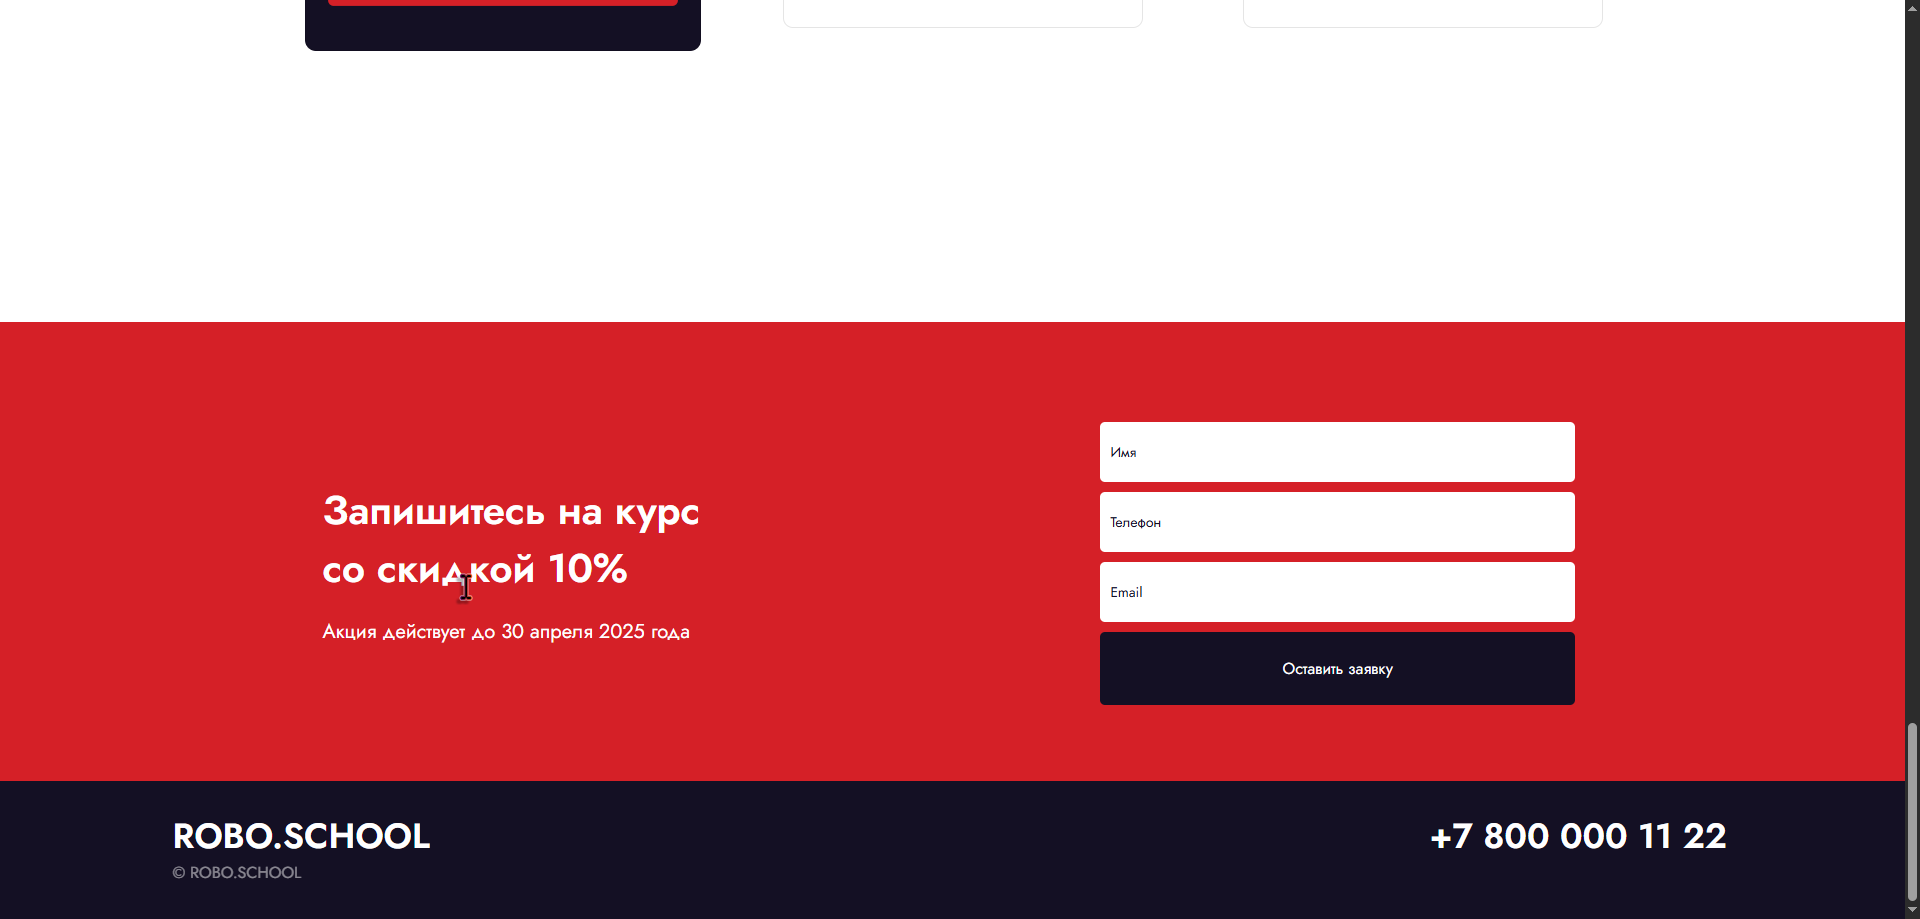 Запишитесь на курс
со скидкой 10%
Акция действует до 30 апреля 2025 года
Имя
Телефон
Email
Оставить заявку
ROBO.SCHOOL
© ROBO.SCHOOL
+7 800 000 11 22